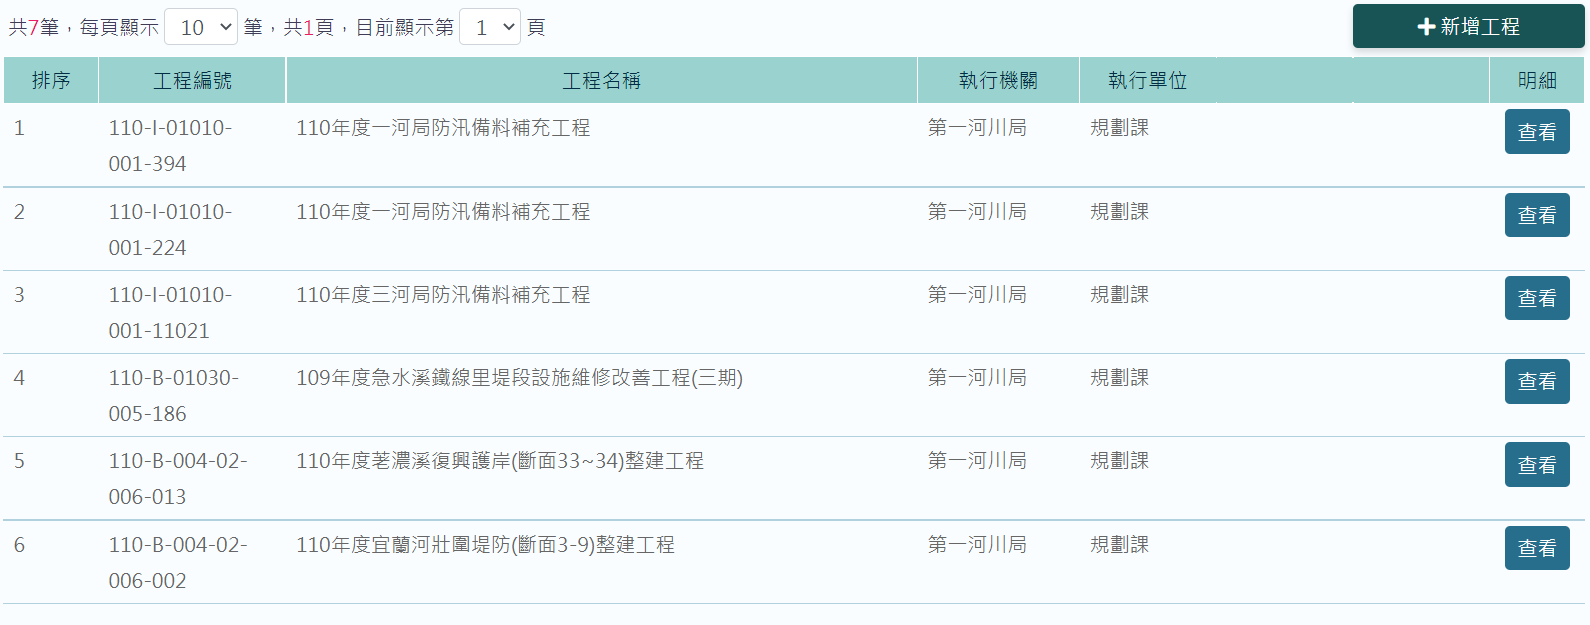 共7筆，每頁顯示 10 筆，共1頁，目前顯示第 1 頁
新增工程
排序 工程編號 工程名稱 執行機關 執行單位 明細
1 110-I-01010- 110年度一河局防汛備料補充工程 第一河川局 規劃課 查看
001-394
2 110-I-01010- 110年度一河局防汛備料補充工程 第一河川局 規劃課 查看
001-224
3 110-I-01010- 110年度三河局防汛備料補充工程 第一河川局 規劃課 查看
001-11021
4 110-B-01030- 109年度急水溪鐵線里堤段設施維修改善工程(三期) 第一河川局 規劃課 查看
005-186
5 110-B-004-02- 110年度荖濃溪復興護岸(斷面33~34)整建工程 第一河川局 規劃課 查看
006-013
6 110-B-004-02- 110年度宜蘭河壯圍堤防(斷面3-9)整建工程 第一河川局 規劃課 查看
006-002